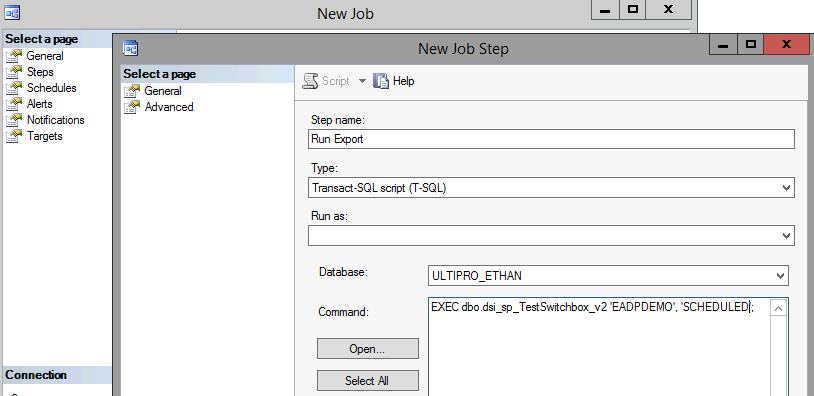 New Job
Select a page
General
Steps
Schedules
Alerts
Notifications
Targets
Connection
New Job Step
Select a page
General
Advanced
Script
Help
Step name:
Run Export
Type:
Transact-SQL script (T-SQL)
Run as:
Database:
ULTIPRO_ETHAN
Command:
EXEC dbo.dsi_sp_TestSwitchbox_v2 'EADPDEMO', 'SCHEDULED;
Open...
Select All